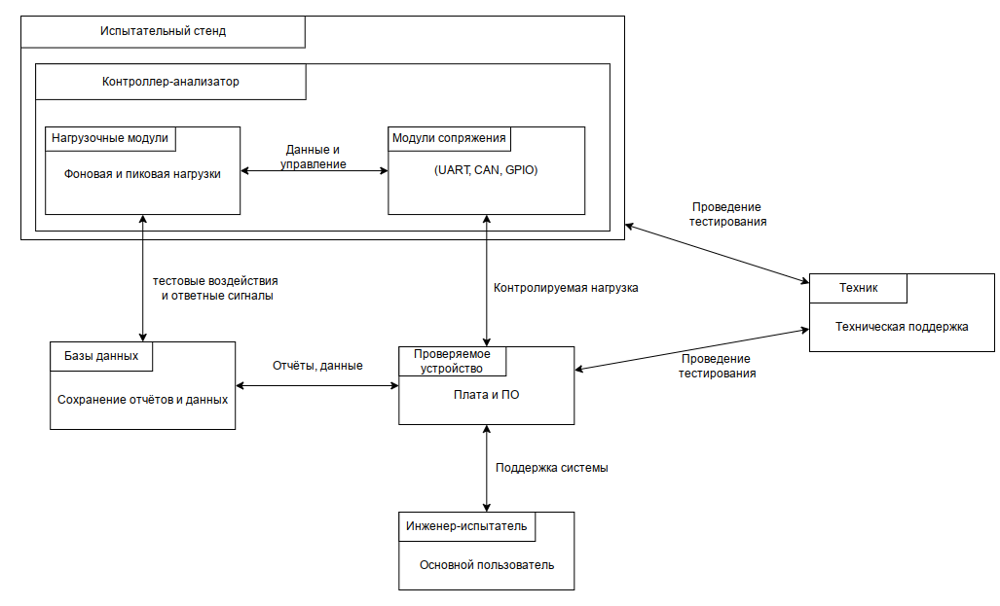 Испытательный стенд
Контроллер-анализатор
Нагрузочные модули
Фоновая и пиковая нагрузки
Данные и
управление
Модули сопряжения
(UART, CAN, GPIO)
Проведение
тестирования
тестовые воздействия
и ответные сигналы
Контролируемая нагрузка
Техник
Техническая поддержка
Базы данных
Сохранение отчётов и данных
Отчёты, данные
Проверяемое
устройство
Плата и ПО
Проведение
тестирования
Поддержка системы
Инженер-испытатель
Основной пользователь